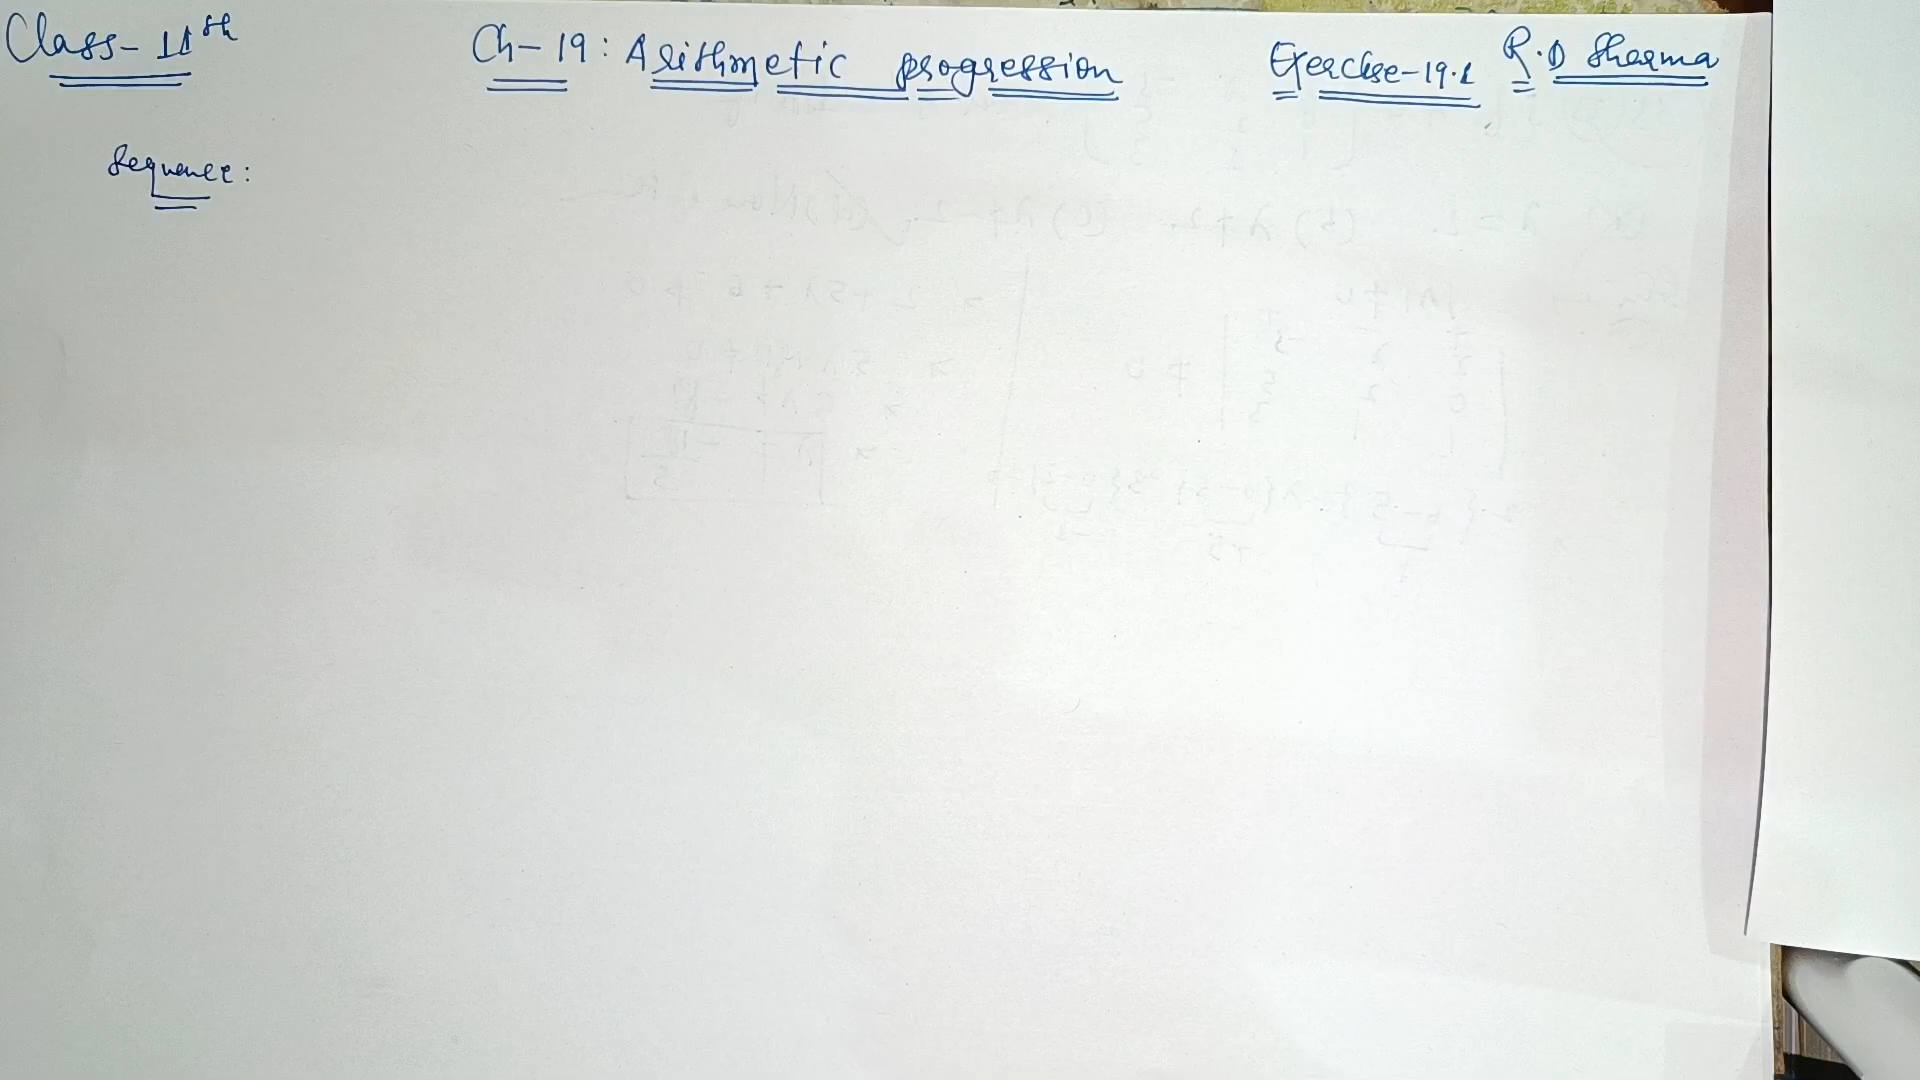 Class-11th Ch-19: Arithmetic progression Exercise-19.1 R.D Sharma
Sequence: